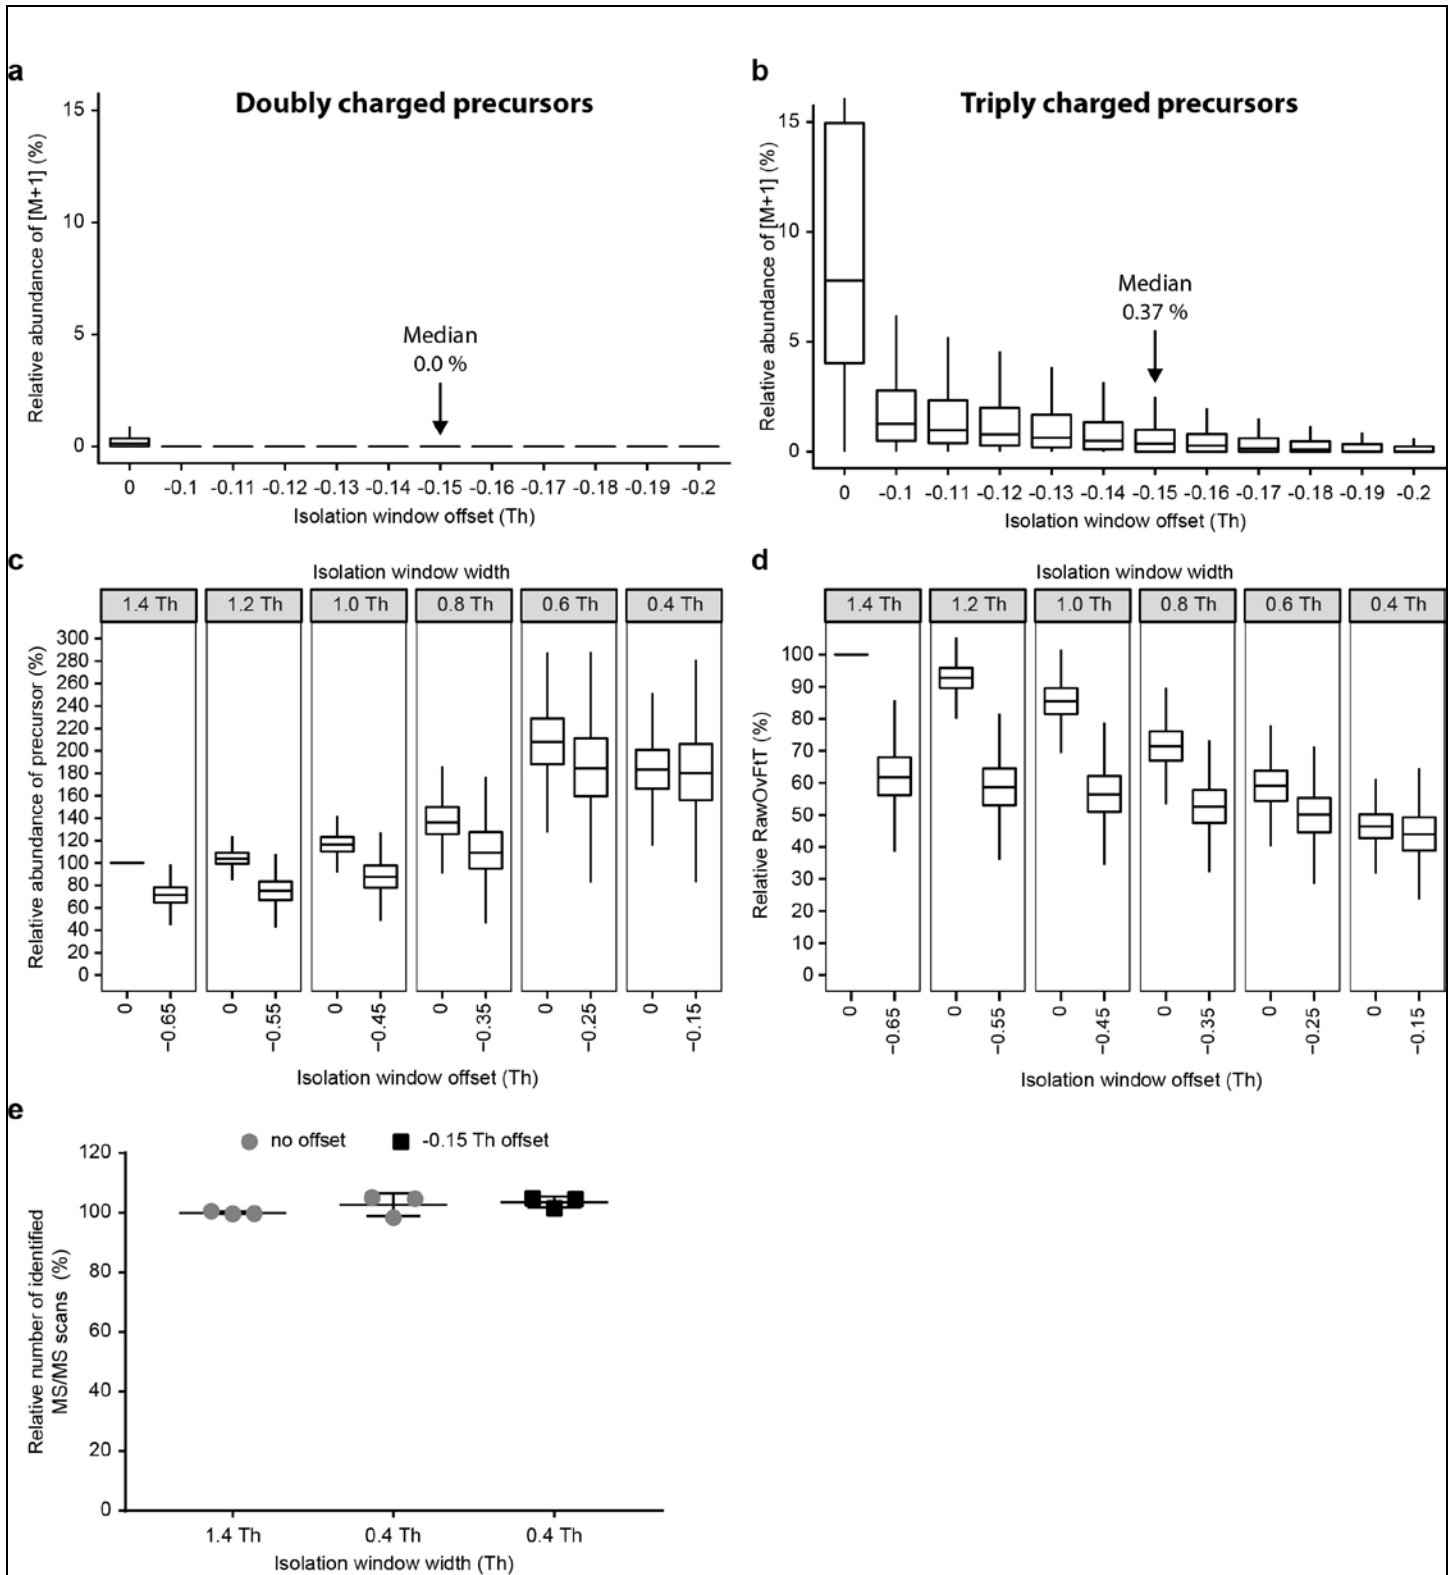 a
Doubly charged precursors
Relative abundance of [M+1] (%)
15
10
5
0
Median
0.0 %
0 -0.1 -0.11 -0.12 -0.13 -0.14 -0.15 -0.16 -0.17 -0.18 -0.19 -0.2
Isolation window offset (Th)
b
Triply charged precursors
Relative abundance of [M+1] (%)
15
10
5
0
Median
0.37 %
0 -0.1 -0.11 -0.12 -0.13 -0.14 -0.15 -0.16 -0.17 -0.18 -0.19 -0.2
Isolation window offset (Th)
c
Isolation window width
1.4 Th 1.2 Th 1.0 Th 0.8 Th 0.6 Th 0.4 Th
Relative abundance of precursor (%)
300
280
260
240
220
200
180
160
140
120
100
80
60
40
20
0
0 −0.65 0 −0.55 0 −0.45 0 −0.35 0 −0.25 0 −0.15
Isolation window offset (Th)
d
Isolation window width
1.4 Th 1.2 Th 1.0 Th 0.8 Th 0.6 Th 0.4 Th
Relative RawOvFtT (%)
100
90
80
70
60
50
40
30
20
10
0
0 −0.65 0 −0.55 0 −0.45 0 −0.35 0 −0.25 0 −0.15
Isolation window offset (Th)
e
no offset -0.15 Th offset
Relative number of identified
MS/MS scans (%)
120
100
80
60
40
20
0
1.4 Th 0.4 Th 0.4 Th
Isolation window width (Th)